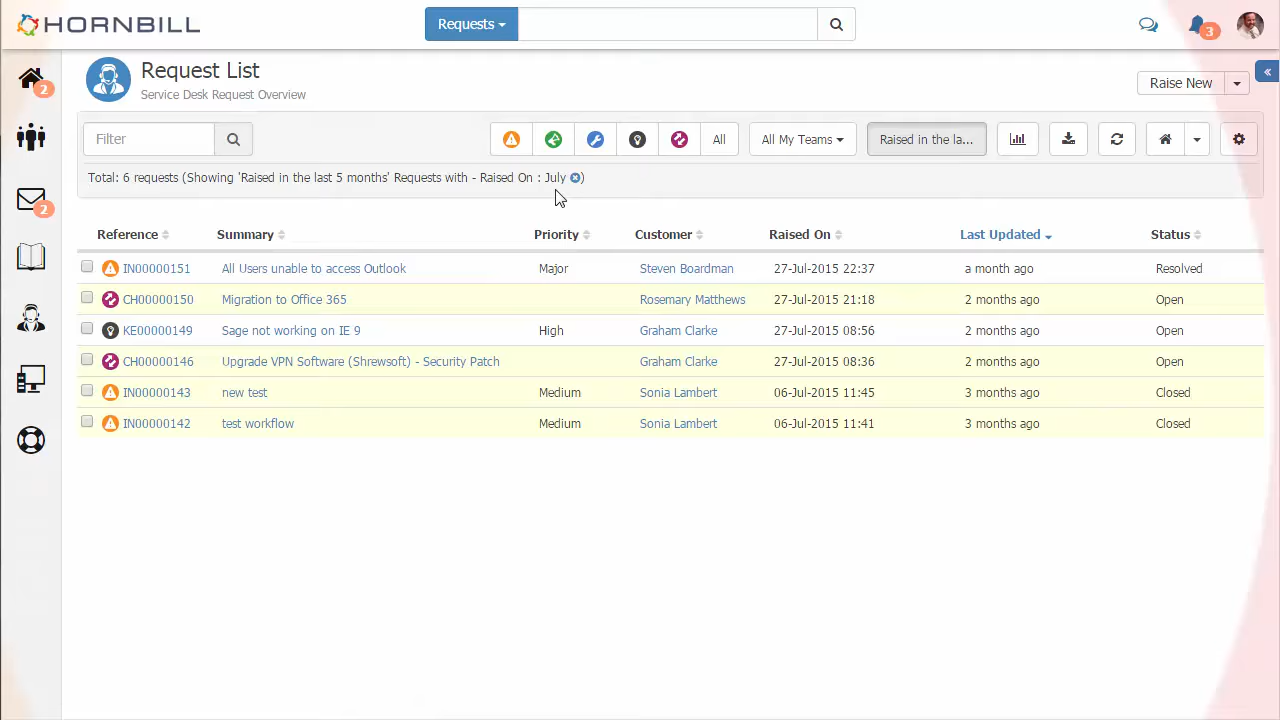 HORNBILL
Requests
3
2
2
Request List
Service Desk Request Overview
Raise New
Filter
All
All My Teams
Raised in the la...
Total: 6 requests (Showing 'Raised in the last 5 months' Requests with - Raised On : July )
Reference Summary Priority Customer Raised On Last Updated Status
IN00000151 All Users unable to access Outlook Major Steven Boardman 27-Jul-2015 22:37 a month ago Resolved
CH00000150 Migration to Office 365 Rosemary Matthews 27-Jul-2015 21:18 2 months ago Open
KE00000149 Sage not working on IE 9 High Graham Clarke 27-Jul-2015 08:56 2 months ago Open
CH00000146 Upgrade VPN Software (Shrewsoft) - Security Patch Graham Clarke 27-Jul-2015 08:36 2 months ago Open
IN00000143 new test Medium Sonia Lambert 06-Jul-2015 11:45 3 months ago Closed
IN00000142 test workflow Medium Sonia Lambert 06-Jul-2015 11:41 3 months ago Closed